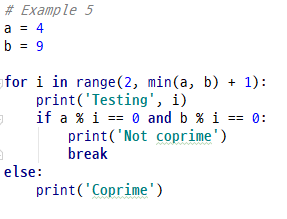 # Example 5
a = 4
b = 9

for i in range(2, min(a, b) + 1):
    print('Testing', i)
    if a % i == 0 and b % i == 0:
        print('Not coprime')
        break
else:
    print('Coprime')